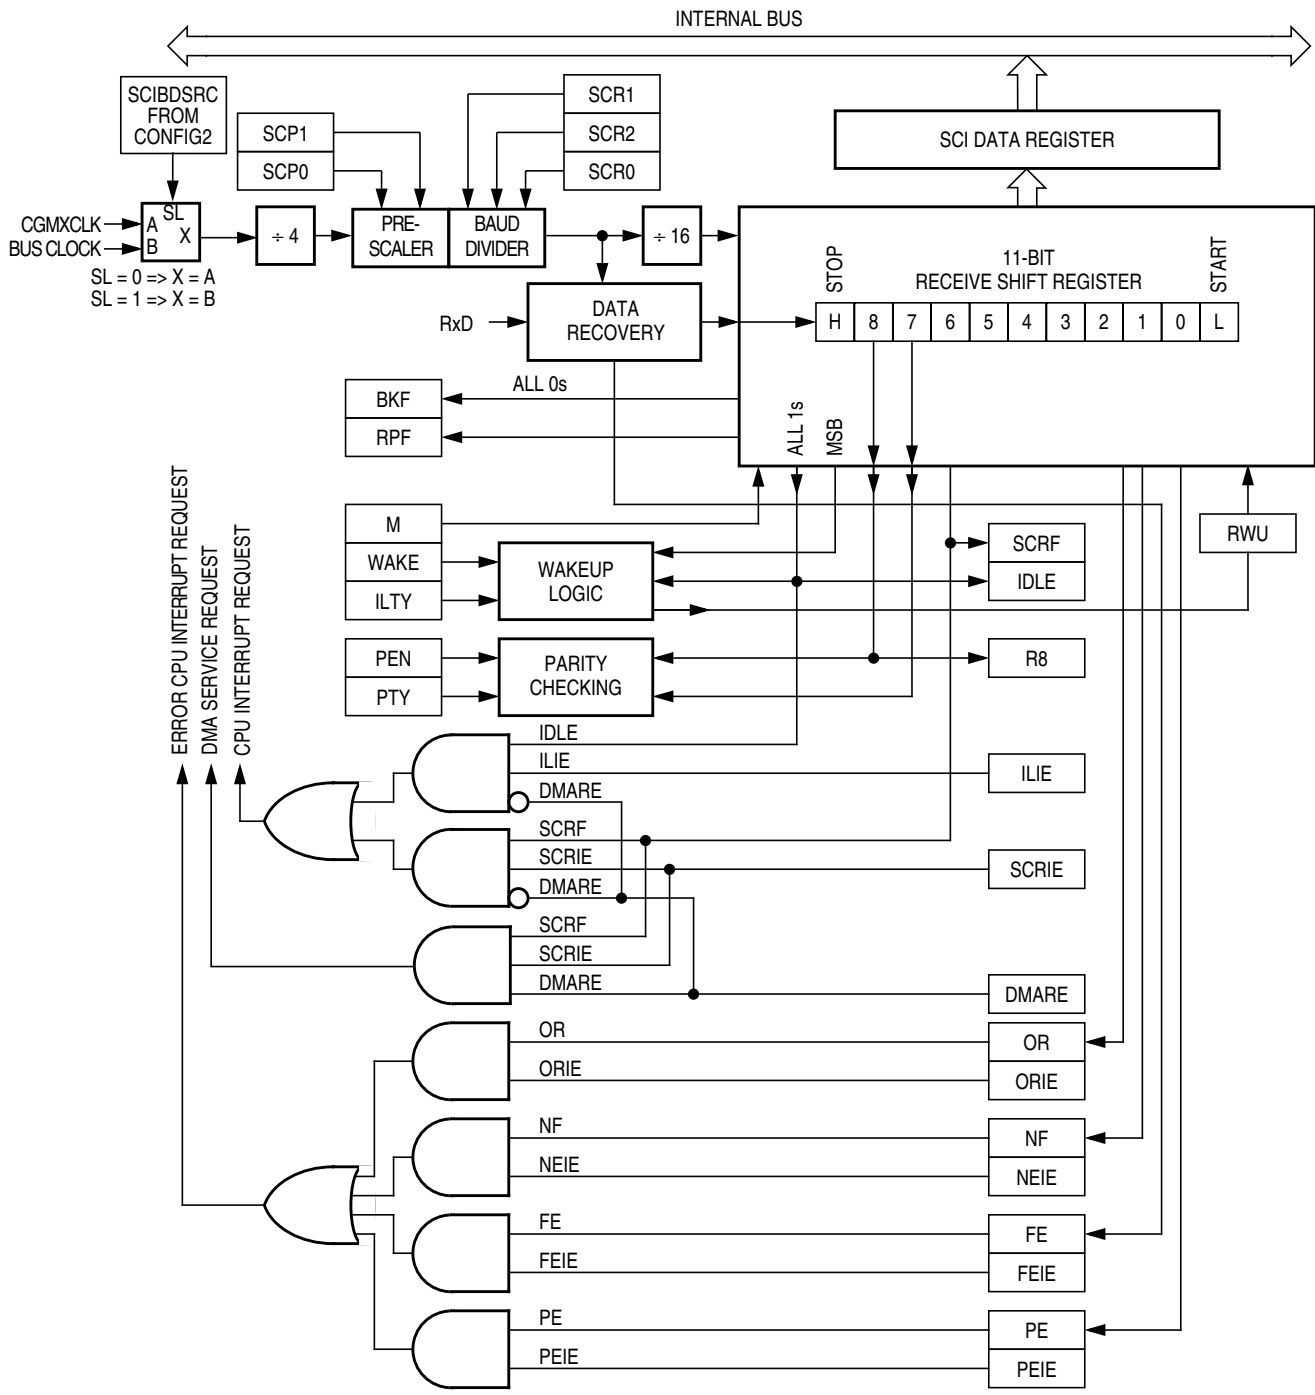 INTERNAL BUS
SCIBDSRC
FROM
CONFIG2
SCP1
SCP0
SCR1
SCR2
SCR0
SCI DATA REGISTER
CGMXCLK
BUS CLOCK
SL
A
B
X
÷ 4
PRE-
SCALER
BAUD
DIVIDER
÷ 16
SL = 0 => X = A
SL = 1 => X = B
RxD
DATA
RECOVERY
STOP
11-BIT
RECEIVE SHIFT REGISTER
START
H 8 7 6 5 4 3 2 1 0 L
ALL 0s
BKF
RPF
ALL 1s
MSB
M
WAKE
ILTY
WAKEUP
LOGIC
SCRF
IDLE
RWU
PEN
PTY
PARITY
CHECKING
R8
ERROR CPU INTERRUPT REQUEST
DMA SERVICE REQUEST
CPU INTERRUPT REQUEST
IDLE
ILIE
ILIE
DMARE
SCRF
SCRIE
SCRIE
DMARE
SCRF
SCRIE
DMARE
DMARE
OR
OR
ORIE
ORIE
NF
NF
NEIE
NEIE
FE
FE
FEIE
FEIE
PE
PE
PEIE
PEIE